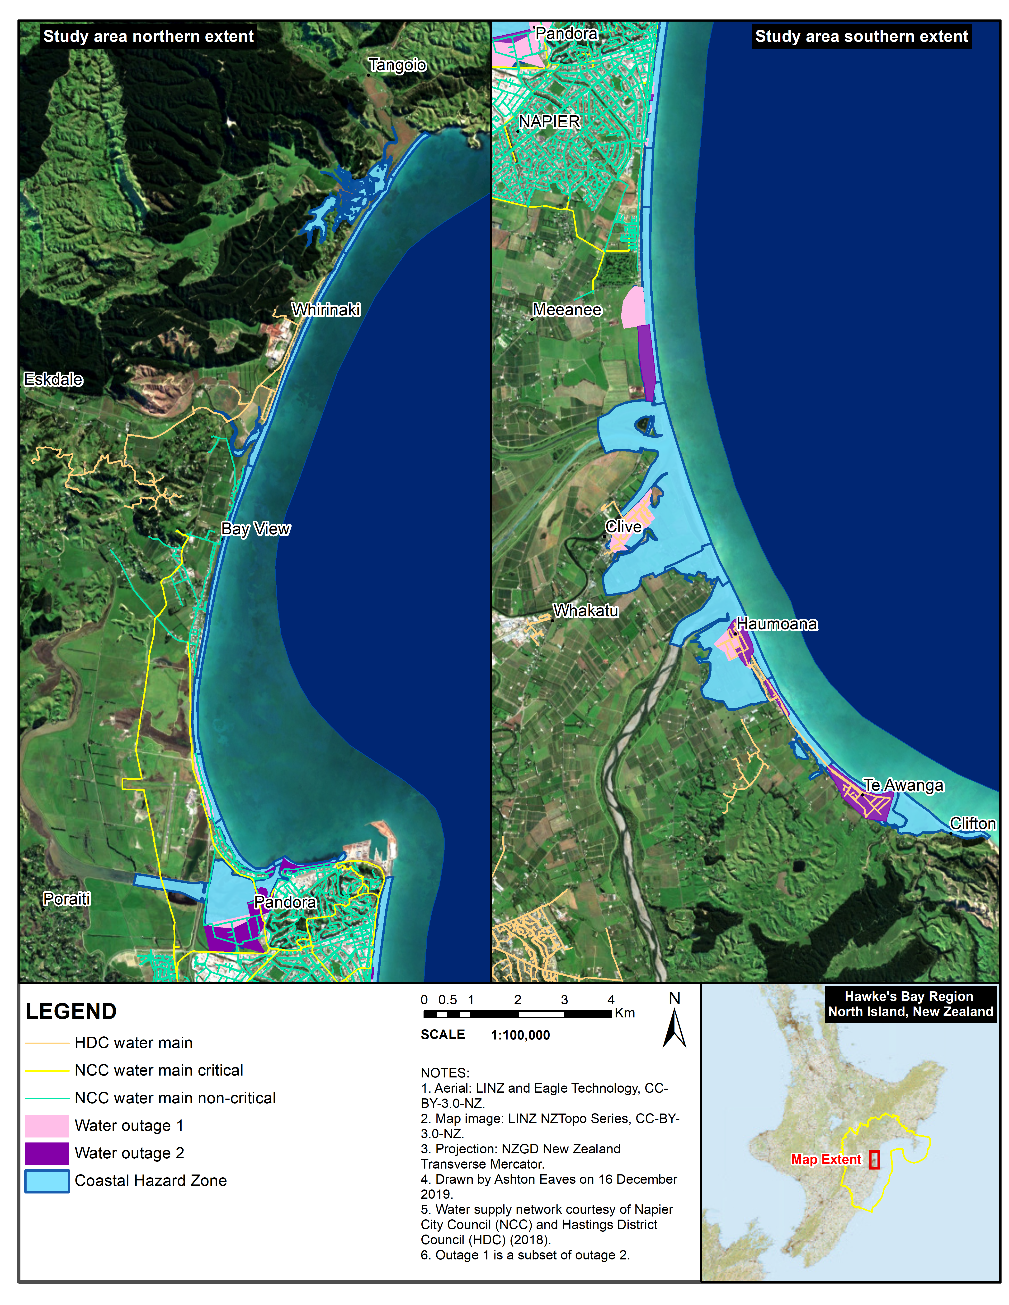 Study area northern extent
Tangoio
Whirinaki
Eskdale
Bay View
Poraiti
Pandora
Study area southern extent
Pandora
NAPIER
Meeanee
Clive
Whakatu
Haumoana
Te Awanga
Clifton
LEGEND
HDC water main
NCC water main critical
NCC water main non-critical
Water outage 1
Water outage 2
Coastal Hazard Zone
0 0.5 1 2 3 4
Km
SCALE 1:100,000
N
NOTES:
1. Aerial: LINZ and Eagle Technology, CC-
BY-3.0-NZ.
2. Map image: LINZ NZTopo Series, CC-BY-
3.0-NZ.
3. Projection: NZGD New Zealand
Transverse Mercator.
4. Drawn by Ashton Eaves on 16 December
2019.
5. Water supply network courtesy of Napier
City Council (NCC) and Hastings District
Council (HDC) (2018).
6. Outage 1 is a subset of outage 2.
Hawke's Bay Region
North Island, New Zealand
Map Extent